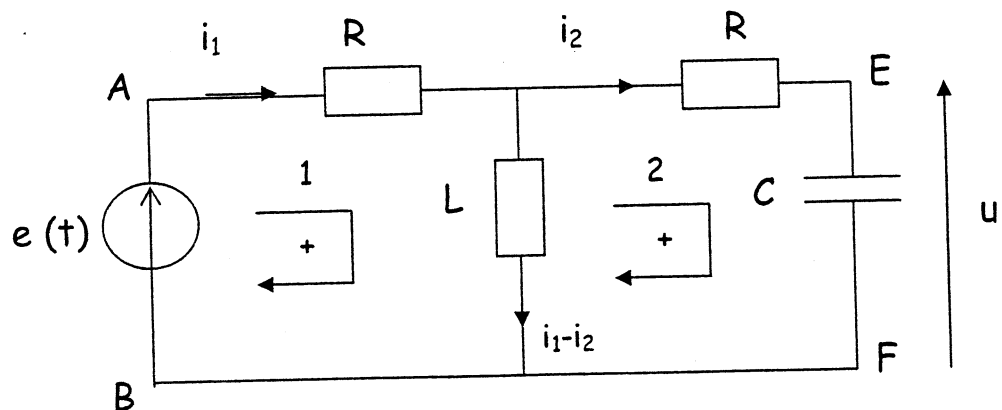 i₁
R
i₂
R
A
E
1
2
L
C
u
e (t)
+
+
i₁-i₂
B
F